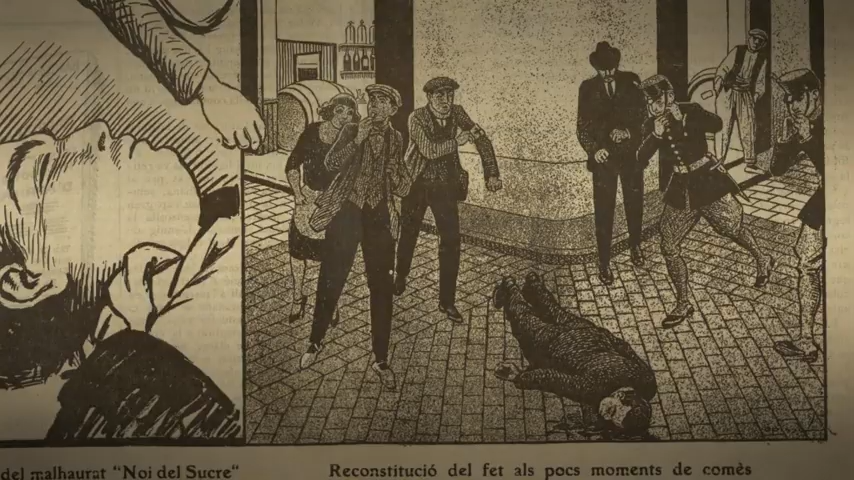 del malhaurat "Noi del Sucre"
Reconstitució del fet als pocs moments de comès